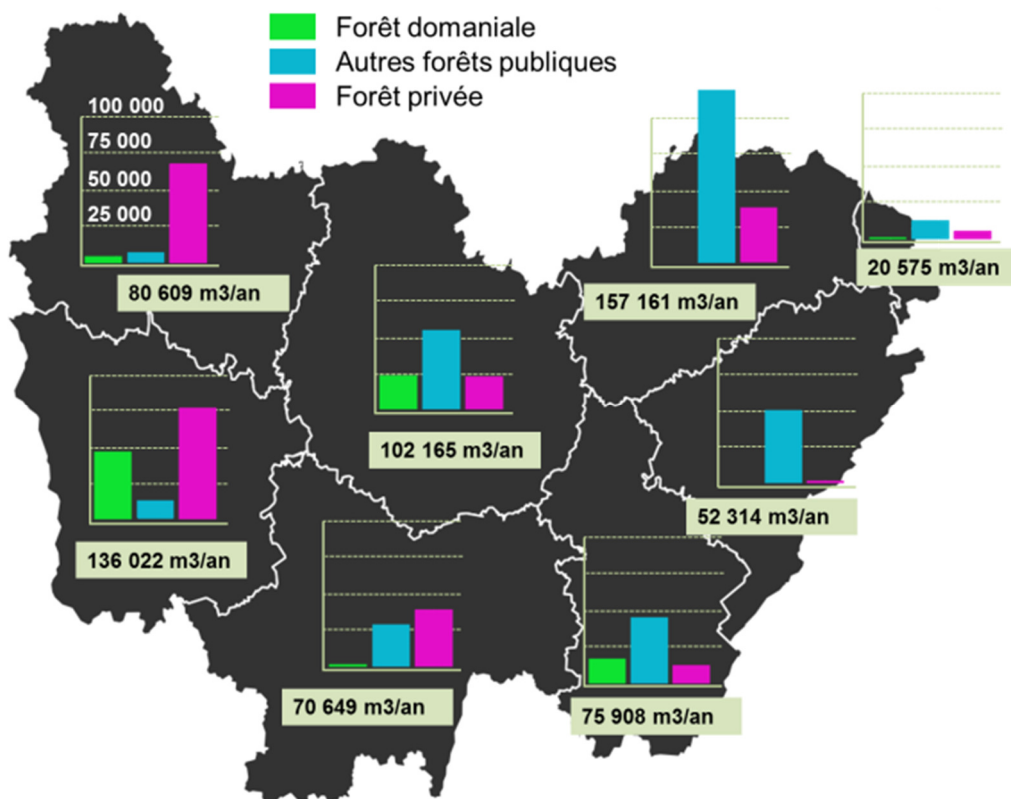 Forêt domaniale
Autres forêts publiques
Forêt privée
100 000
75 000
50 000
25 000
80 609 m3/an
157 161 m3/an
20 575 m3/an
102 165 m3/an
52 314 m3/an
136 022 m3/an
70 649 m3/an
75 908 m3/an